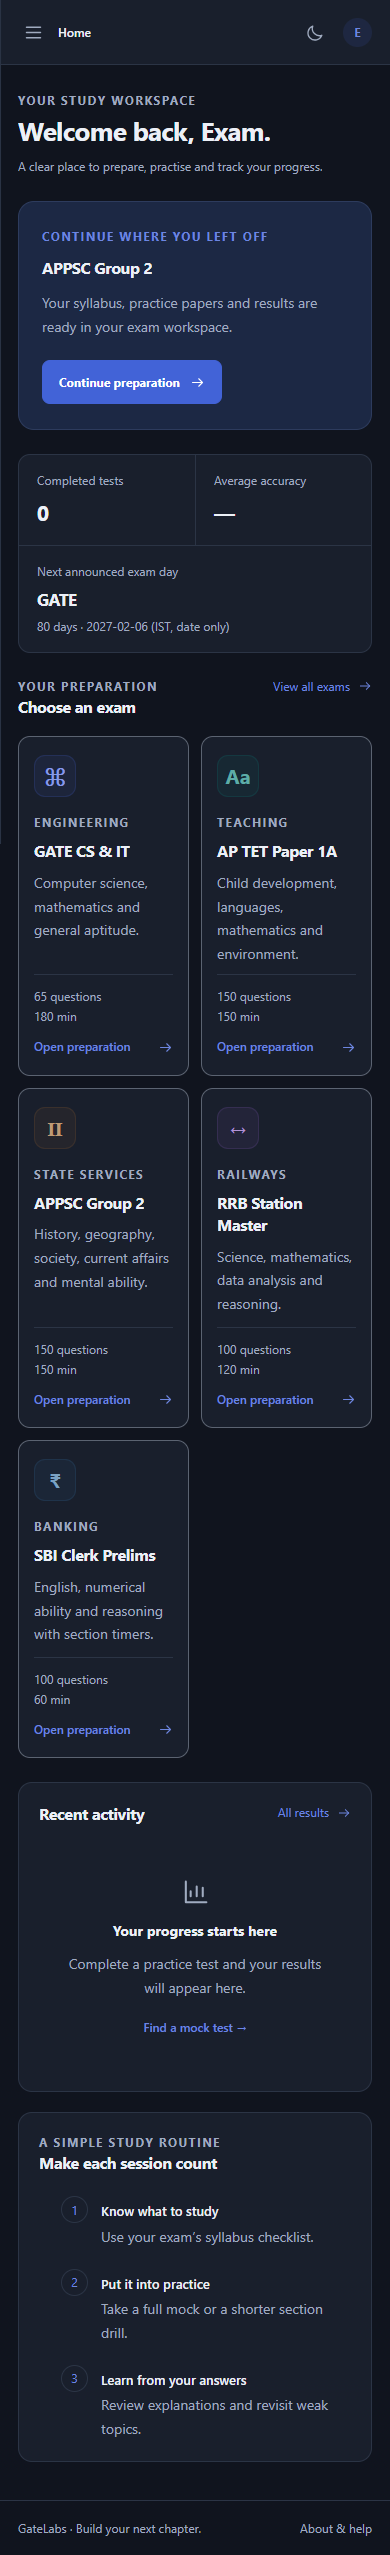 Home
E
YOUR STUDY WORKSPACE
Welcome back, Exam.
A clear place to prepare, practise and track your progress.
CONTINUE WHERE YOU LEFT OFF
APPSC Group 2
Your syllabus, practice papers and results are
ready in your exam workspace.
Continue preparation →
Completed tests
0
Average accuracy
—
Next announced exam day
GATE
80 days · 2027-02-06 (IST, date only)
YOUR PREPARATION
Choose an exam
View all exams →
⌘
ENGINEERING
GATE CS & IT
Computer science,
mathematics and
general aptitude.
65 questions
180 min
Open preparation →
Aa
TEACHING
AP TET Paper 1A
Child development,
languages,
mathematics and
environment.
150 questions
150 min
Open preparation →
II
STATE SERVICES
APPSC Group 2
History, geography,
society, current affairs
and mental ability.
150 questions
150 min
Open preparation →
↔
RAILWAYS
RRB Station
Master
Science, mathematics,
data analysis and
reasoning.
100 questions
120 min
Open preparation →
₹
BANKING
SBI Clerk Prelims
English, numerical
ability and reasoning
with section timers.
100 questions
60 min
Open preparation →
Recent activity
All results →
Your progress starts here
Complete a practice test and your results
will appear here.
Find a mock test →
A SIMPLE STUDY ROUTINE
Make each session count
1
Know what to study
Use your exam’s syllabus checklist.
2
Put it into practice
Take a full mock or a shorter section
drill.
3
Learn from your answers
Review explanations and revisit weak
topics.
GateLabs · Build your next chapter.
About & help